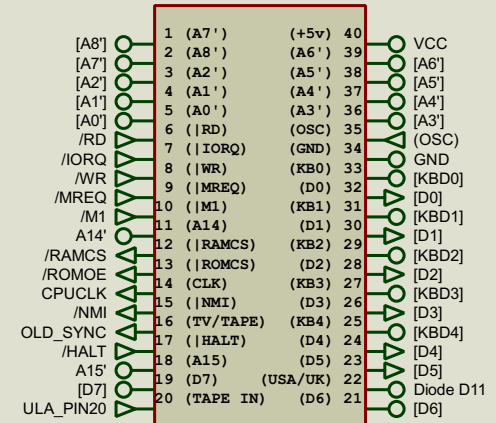 [A8'] 1 (A7') (+5v) 40 VCC
[A7'] 2 (A8') (A6') 39 [A6']
[A2'] 3 (A2') (A5') 38 [A5']
[A1'] 4 (A1') (A4') 37 [A4']
[A0'] 5 (A0') (A3') 36 [A3']
/RD 6 (|RD) (OSC) 35 (OSC)
/IORQ 7 (|IORQ) (GND) 34 GND
/WR 8 (|WR) (KB0) 33 [KBD0]
/MREQ 9 (|MREQ) (D0) 32 [D0]
/M1 10 (|M1) (KB1) 31 [KBD1]
A14' 11 (A14) (D1) 30 [D1]
/RAMCS 12 (|RAMCS) (KB2) 29 [KBD2]
/ROMOE 13 (|ROMCS) (D2) 28 [D2]
CPUCLK 14 (CLK) (KB3) 27 [KBD3]
/NMI 15 (|NMI) (D3) 26 [D3]
OLD_SYNC 16 (TV/TAPE) (KB4) 25 [KBD4]
/HALT 17 (|HALT) (D4) 24 [D4]
A15' 18 (A15) (D5) 23 [D5]
[D7] 19 (D7) (USA/UK) 22 Diode D11
ULA_PIN20 20 (TAPE IN) (D6) 21 [D6]